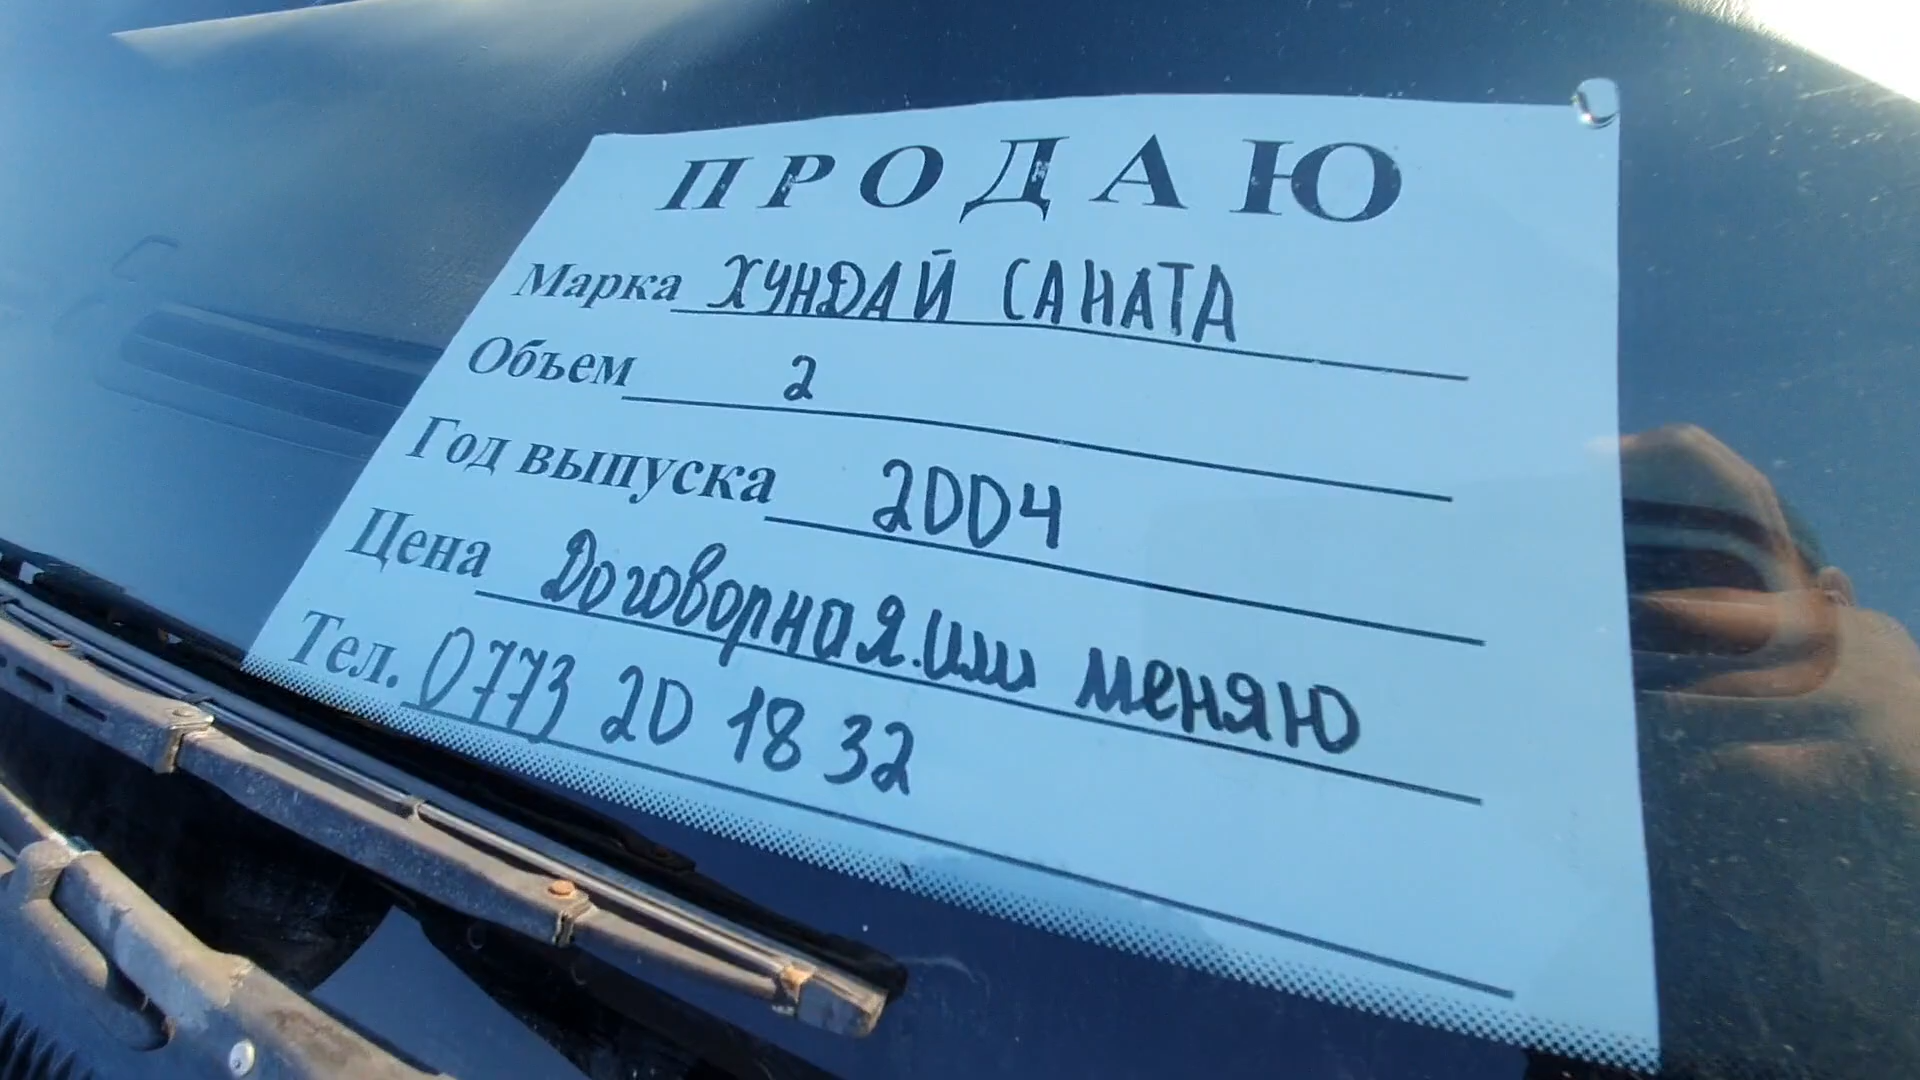 ПРОДАЮ
Марка ХУНДАЙ САНАТА
Объем 2
Год выпуска 2004
Цена Договорная.или меняю
Тел. 0773 20 18 32